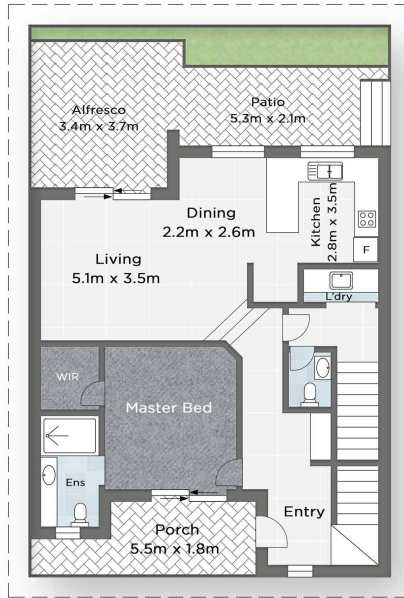 Alfresco
3.4m x 3.7m
Patio
5.3m x 2.1m
Dining
2.2m x 2.6m
Kitchen
2.8m x 3.5m
F
Living
5.1m x 3.5m
L'dry
WIR
Master Bed
Ens
Entry
Porch
5.5m x 1.8m